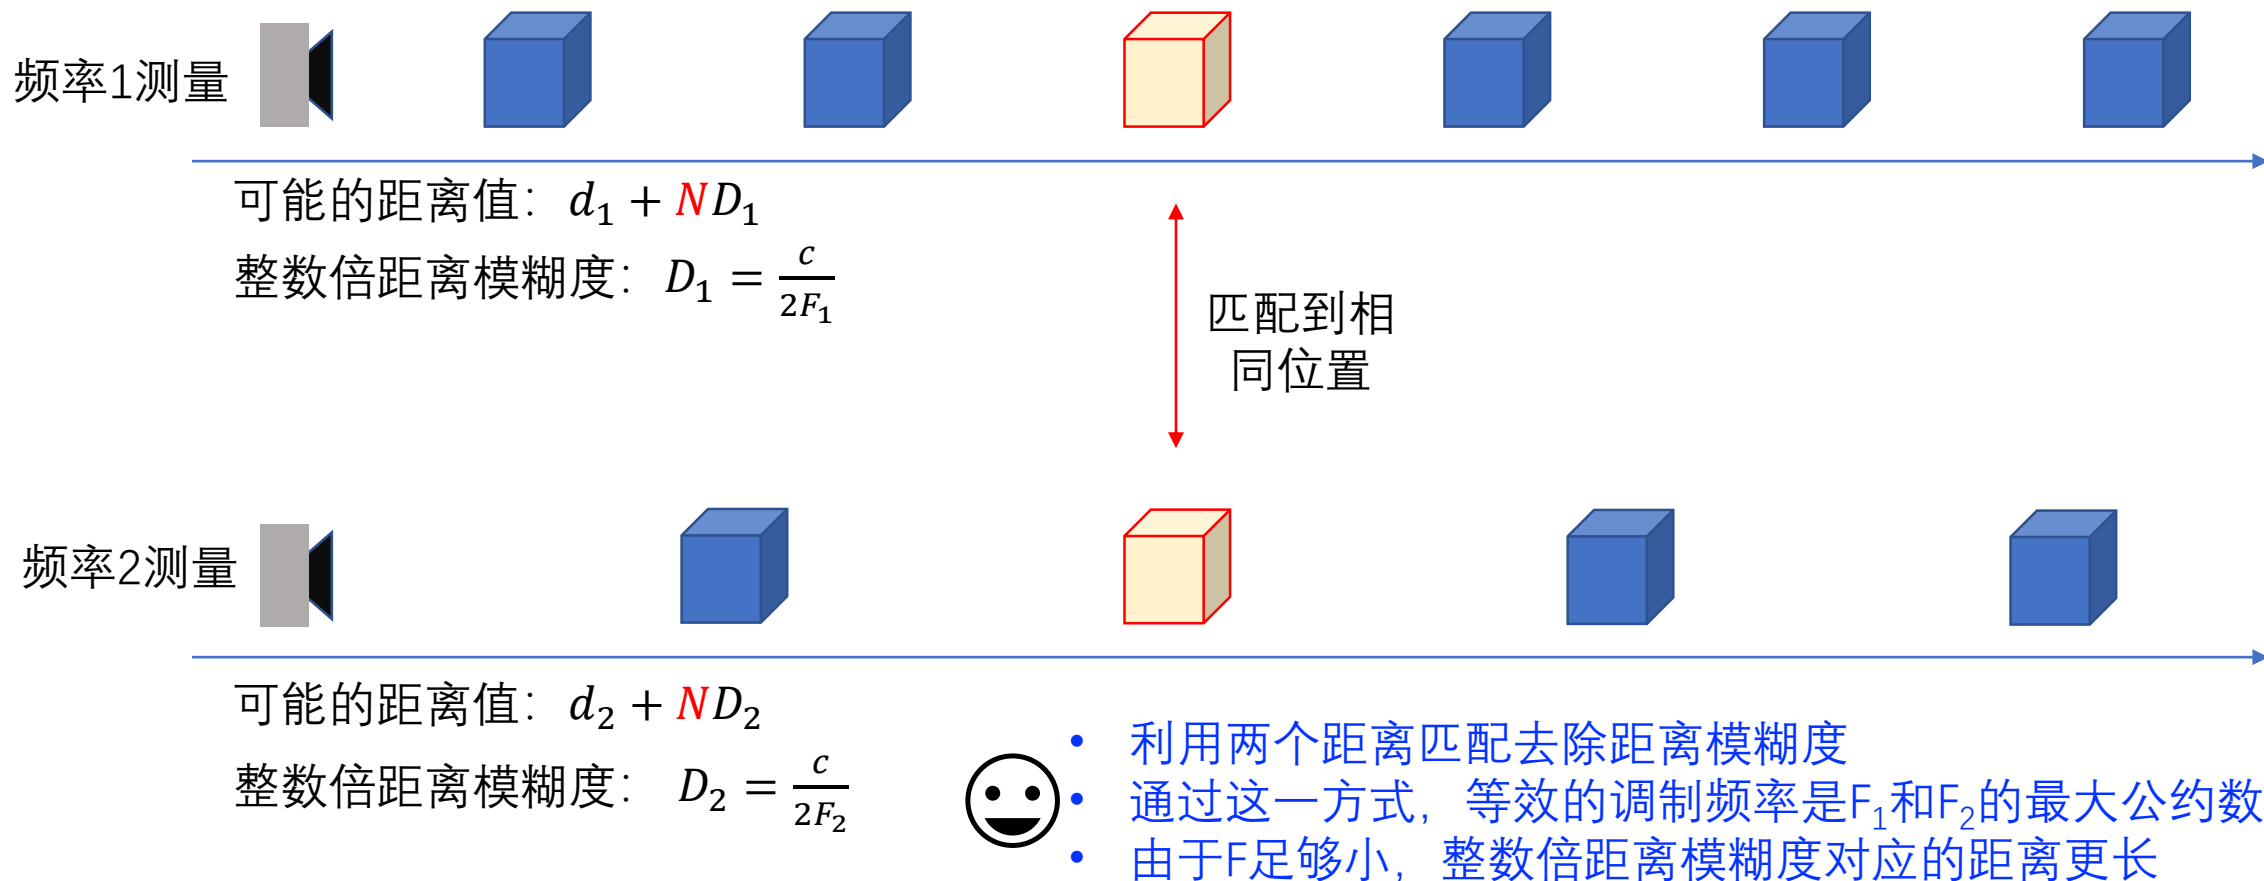 频率1测量
可能的距离值：d₁ + ND₁
整数倍距离模糊度：D₁ = c/2F₁
匹配到相
同位置
频率2测量
可能的距离值：d₂ + ND₂
整数倍距离模糊度： D₂ = c/2F₂
• 利用两个距离匹配去除距离模糊度
• 通过这一方式，等效的调制频率是F₁和F₂的最大公约数
• 由于F足够小，整数倍距离模糊度对应的距离更长